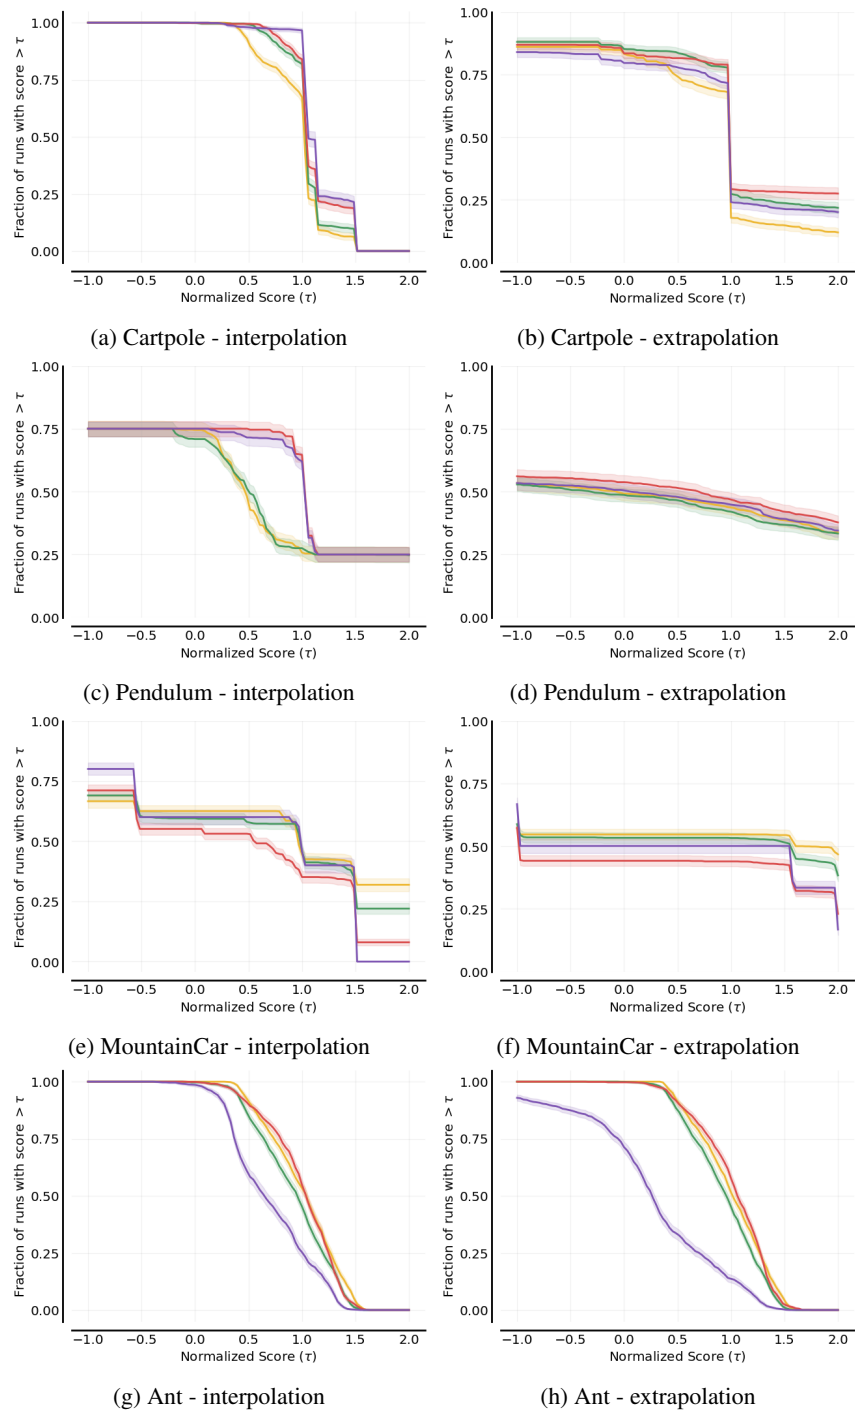 1.00
0.75
0.50
0.25
0.00
Fraction of runs with score > τ
−1.0 −0.5 0.0 0.5 1.0 1.5 2.0
Normalized Score (τ)
(a) Cartpole - interpolation
1.00
0.75
0.50
0.25
0.00
Fraction of runs with score > τ
−1.0 −0.5 0.0 0.5 1.0 1.5 2.0
Normalized Score (τ)
(b) Cartpole - extrapolation
1.00
0.75
0.50
0.25
0.00
Fraction of runs with score > τ
−1.0 −0.5 0.0 0.5 1.0 1.5 2.0
Normalized Score (τ)
(c) Pendulum - interpolation
1.00
0.75
0.50
0.25
0.00
Fraction of runs with score > τ
−1.0 −0.5 0.0 0.5 1.0 1.5 2.0
Normalized Score (τ)
(d) Pendulum - extrapolation
1.00
0.75
0.50
0.25
0.00
Fraction of runs with score > τ
−1.0 −0.5 0.0 0.5 1.0 1.5 2.0
Normalized Score (τ)
(e) MountainCar - interpolation
1.00
0.75
0.50
0.25
0.00
Fraction of runs with score > τ
−1.0 −0.5 0.0 0.5 1.0 1.5 2.0
Normalized Score (τ)
(f) MountainCar - extrapolation
1.00
0.75
0.50
0.25
0.00
Fraction of runs with score > τ
−1.0 −0.5 0.0 0.5 1.0 1.5 2.0
Normalized Score (τ)
(g) Ant - interpolation
1.00
0.75
0.50
0.25
0.00
Fraction of runs with score > τ
−1.0 −0.5 0.0 0.5 1.0 1.5 2.0
Normalized Score (τ)
(h) Ant - extrapolation